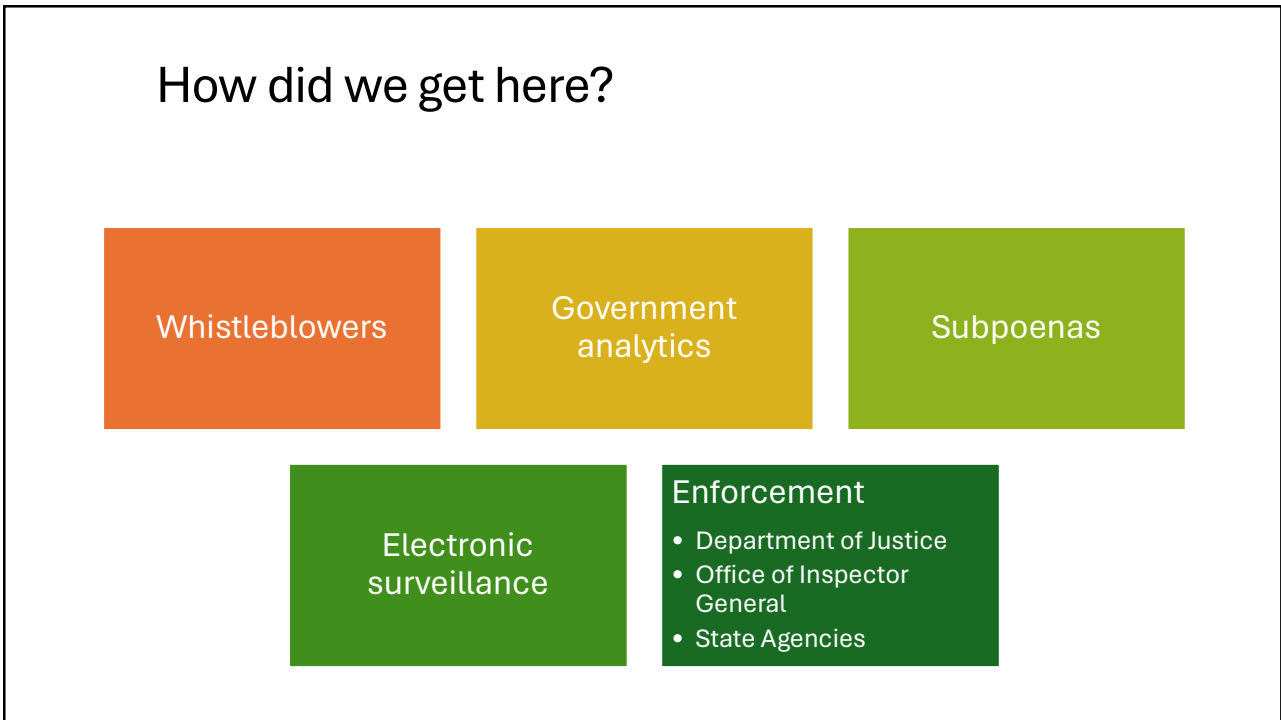 How did we get here?
Whistleblowers
Government
analytics
Subpoenas
Electronic
surveillance
Enforcement
• Department of Justice
• Office of Inspector
General
• State Agencies